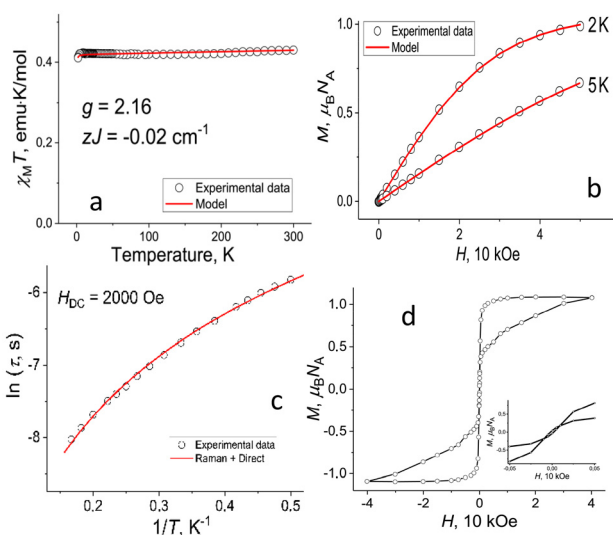 χMT, emu·K/mol
0.4
0.2
0.0
g = 2.16
zJ = -0.02 cm⁻¹
a
Experimental data
Model
0 50 100 150 200 250 300
Temperature, K
M, μBNA
1.0
0.5
0.0
Experimental data
Model
2K
5K
b
0 2 4
H, 10 kOe
ln (τ, s)
-6
-7
-8
HDC = 2000 Oe
c
Experimental data
Raman + Direct
0.2 0.3 0.4 0.5
1/T, K⁻¹
M, μBNA
1.0
0.5
0.0
-0.5
-1.0
d
M, μBNA
0.5
0.0
-0.5
-0.05 0.00 0.05
H, 10 kOe
-4 -2 0 2 4
H, 10 kOe